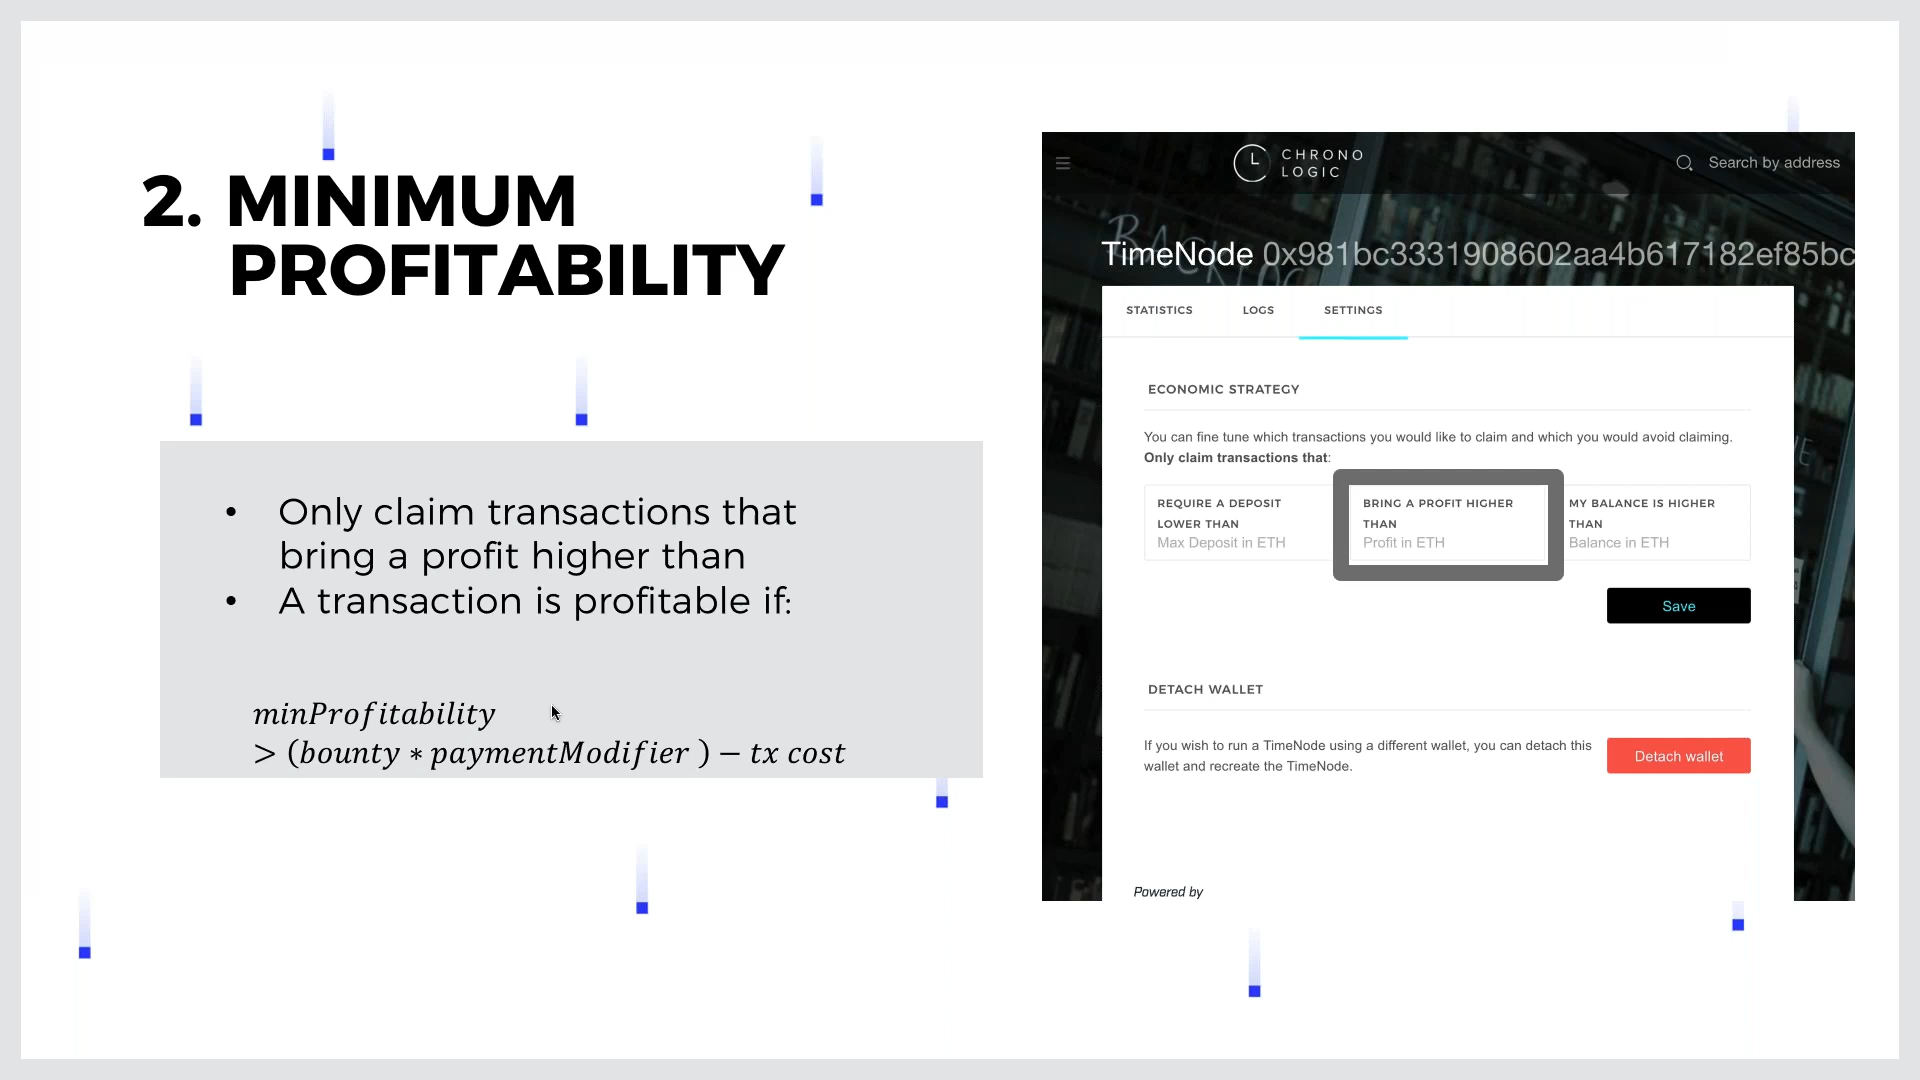 2. MINIMUM
PROFITABILITY
• Only claim transactions that
bring a profit higher than
• A transaction is profitable if:
minProfitability
> (bounty * paymentModifier ) − tx cost
CHRONO
LOGIC
Search by address
TimeNode 0x981bc3331908602aa4b617182ef85bc
STATISTICS LOGS SETTINGS
ECONOMIC STRATEGY
You can fine tune which transactions you would like to claim and which you would avoid claiming.
Only claim transactions that:
REQUIRE A DEPOSIT
LOWER THAN
Max Deposit in ETH
BRING A PROFIT HIGHER
THAN
Profit in ETH
MY BALANCE IS HIGHER
THAN
Balance in ETH
Save
DETACH WALLET
If you wish to run a TimeNode using a different wallet, you can detach this
wallet and recreate the TimeNode.
Detach wallet
Powered by